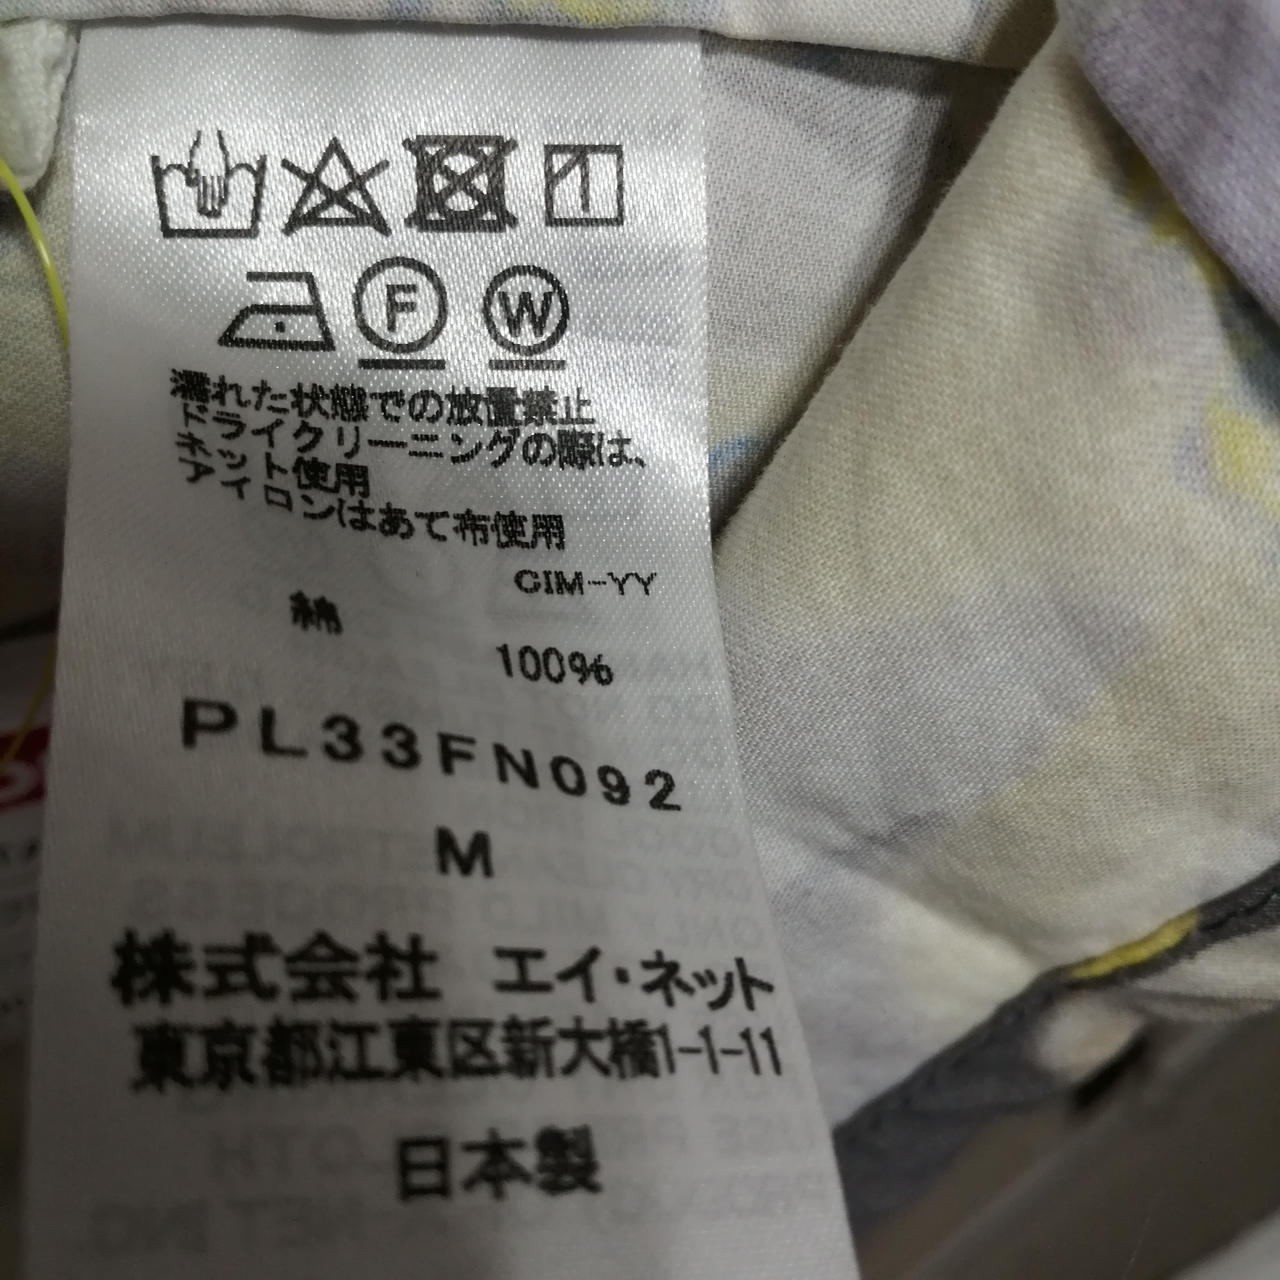 F W
濡れた状態での放置禁止
ドライクリーニングの際は、
ネット使用
アイロンはあて布使用
CIM-YY
綿
100%
PL33FN092
M
株式会社 エイ・ネット
東京都江東区新大橋1-1-11
日本製